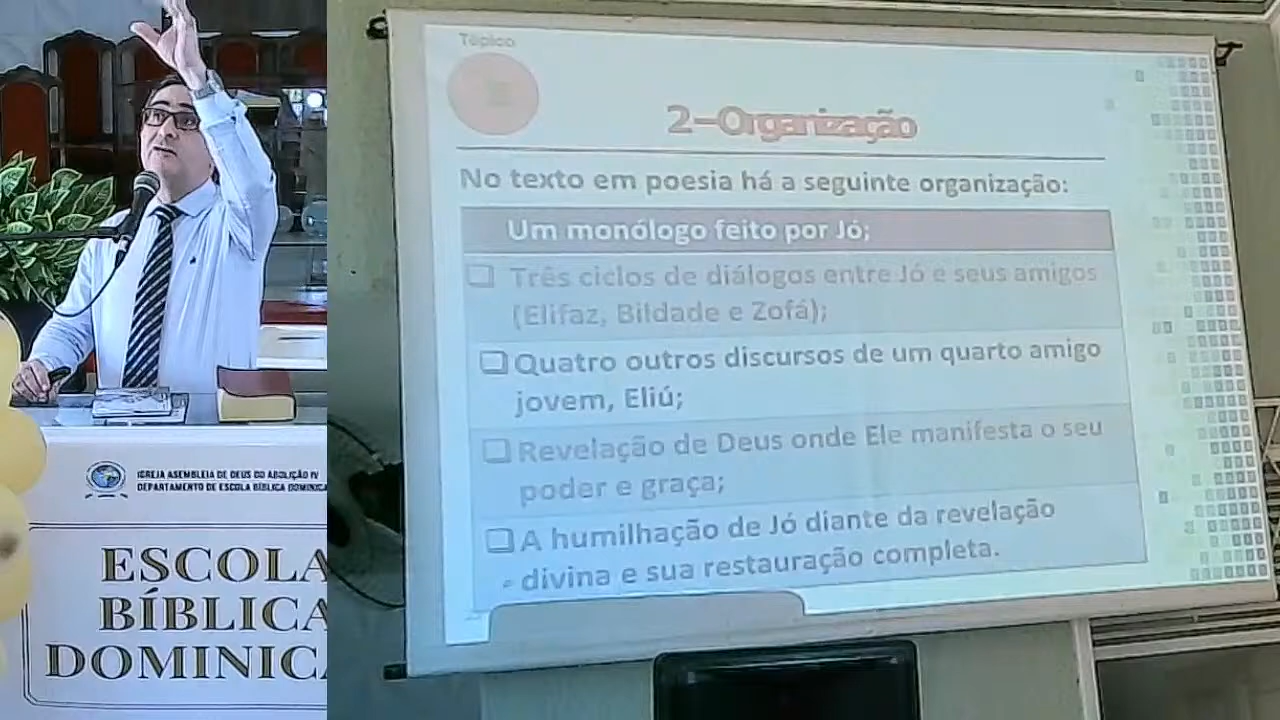 Tópico
2-Organização
No texto em poesia há a seguinte organização:
Um monólogo feito por Jó;
Três ciclos de diálogos entre Jó e seus amigos
(Elifaz, Bildade e Zofá);
Quatro outros discursos de um quarto amigo
jovem, Eliú;
Revelação de Deus onde Ele manifesta o seu
poder e graça;
A humilhação de Jó diante da revelação
divina e sua restauração completa.
IGREJA ASEMBLEIA DE DEUS DO ABOLIÇÃO IV
DEPARTAMENTO DE ESCOLA BÍBLICA DOMINICA
ESCOLA
BÍBLICA
DOMINICA